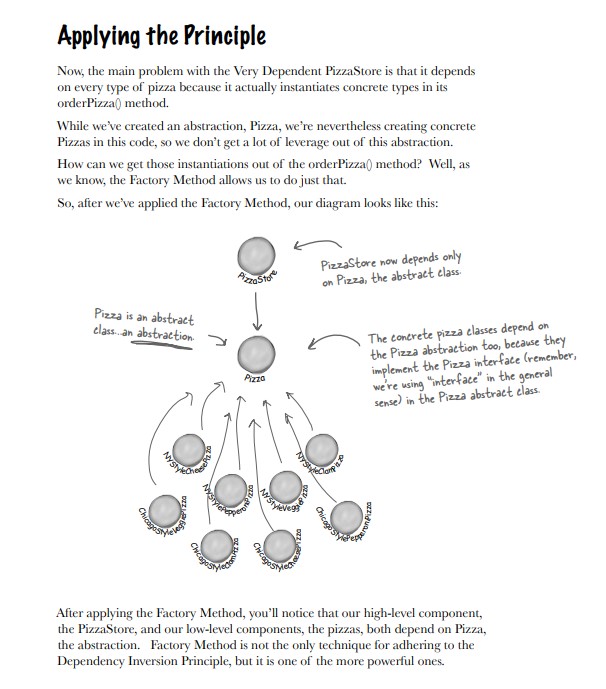 Applying the Principle
Now, the main problem with the Very Dependent PizzaStore is that it depends
on every type of pizza because it actually instantiates concrete types in its
orderPizza() method.
While we've created an abstraction, Pizza, we're nevertheless creating concrete
Pizzas in this code, so we don't get a lot of leverage out of this abstraction.
How can we get those instantiations out of the orderPizza() method?  Well, as
we know, the Factory Method allows us to do just that.
So, after we've applied the Factory Method, our diagram looks like this:
PizzaStore
PizzaStore now depends only
on Pizza, the abstract class.
Pizza is an abstract
class...an abstraction.
Pizza
The concrete pizza classes depend on
the Pizza abstraction too, because they
implement the Pizza interface (remember,
we're using "interface" in the general
sense) in the Pizza abstract class.
NYStyleCheesePizza
NYStyleClamPizza
NYStylePepperoniPizza
NYStyleVeggiePizza
ChicagoStyleVeggiePizza
ChicagoStylePepperoniPizza
ChicagoStyleClamPizza
ChicagoStyleCheesePizza
After applying the Factory Method, you'll notice that our high-level component,
the PizzaStore, and our low-level components, the pizzas, both depend on Pizza,
the abstraction.   Factory Method is not the only technique for adhering to the
Dependency Inversion Principle, but it is one of the more powerful ones.